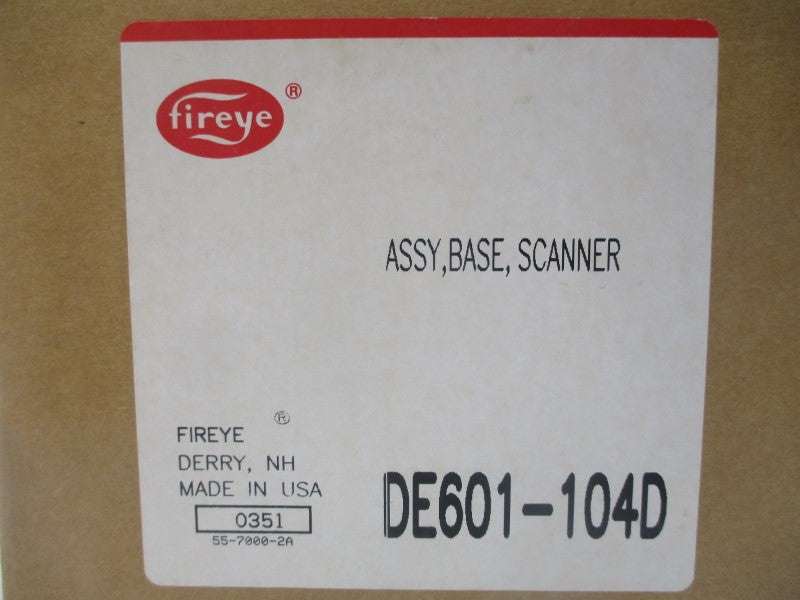 fireye ®
ASSY,BASE, SCANNER
FIREYE ®
DERRY, NH
MADE IN USA
0351
55-7000-2A
DE601-104D